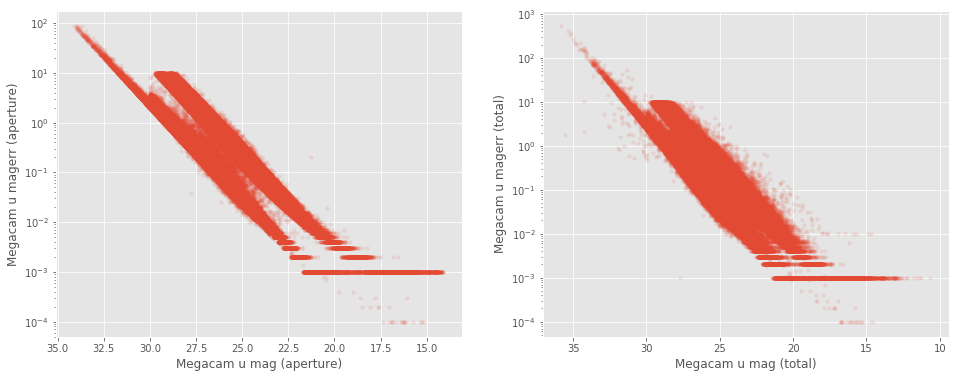 10²
10¹
10⁰
10⁻¹
10⁻²
10⁻³
10⁻⁴
Megacam u magerr (aperture)
35.0 32.5 30.0 27.5 25.0 22.5 20.0 17.5 15.0
Megacam u mag (aperture)
10³
10²
10¹
10⁰
10⁻¹
10⁻²
10⁻³
10⁻⁴
Megacam u magerr (total)
35 30 25 20 15 10
Megacam u mag (total)